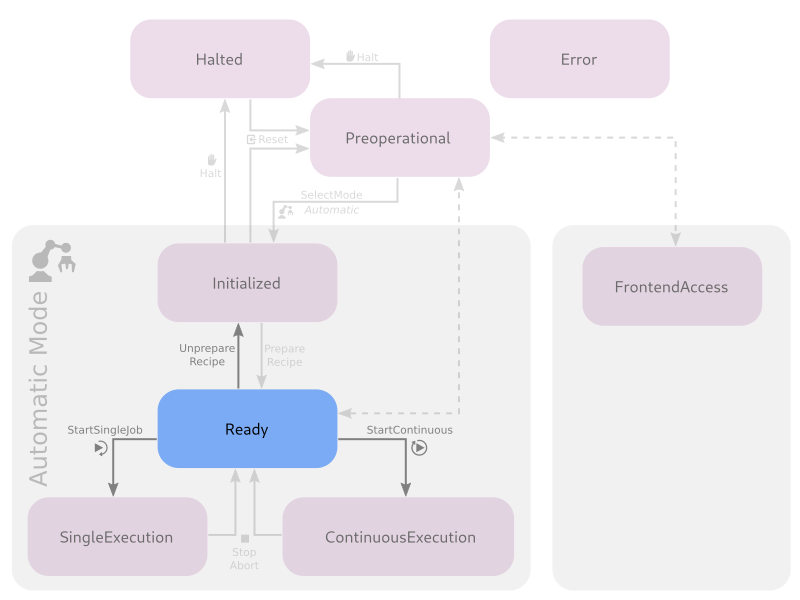 Halted
Error
Halt
Preoperational
Reset
Halt
SelectMode
Automatic
Automatic Mode
Initialized
FrontendAccess
Unprepare
Recipe
Prepare
Recipe
Ready
StartSingleJob
StartContinuous
SingleExecution
ContinuousExecution
Stop
Abort